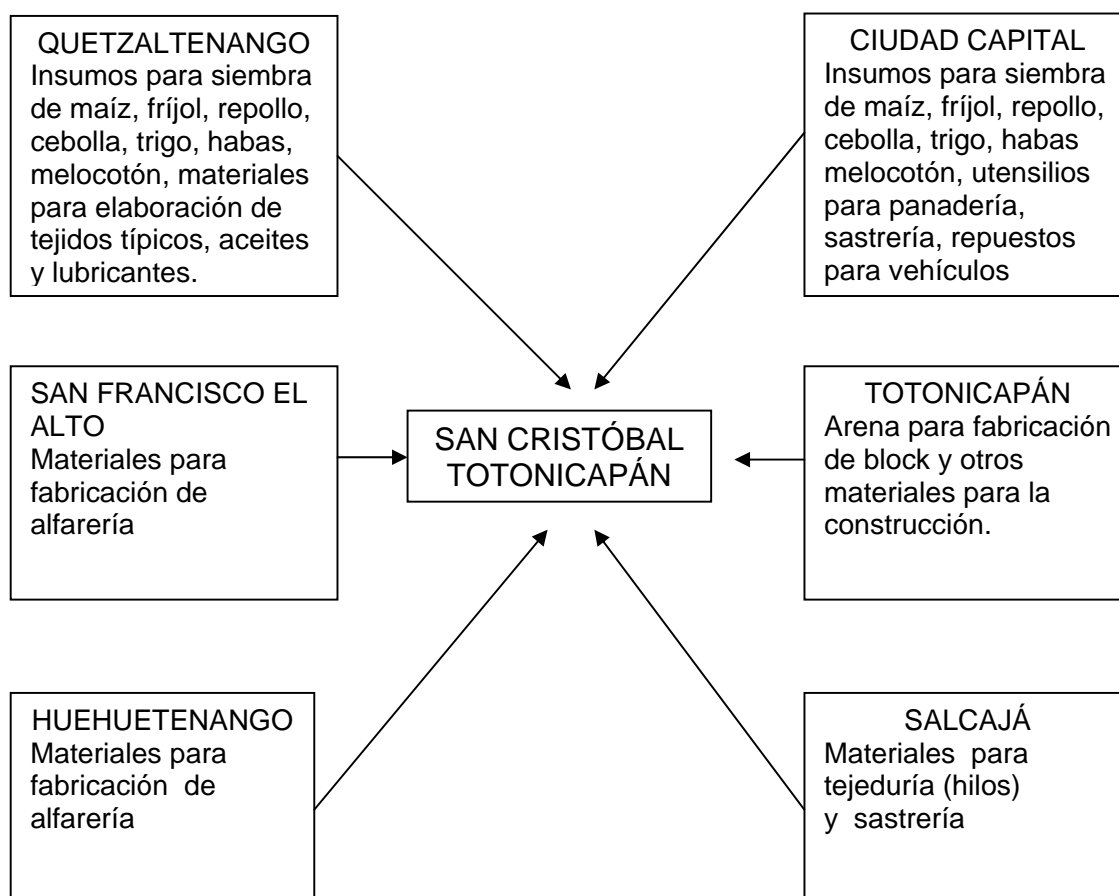 QUETZALTENANGO
Insumos para siembra
de maíz, fríjol, repollo,
cebolla, trigo, habas,
melocotón, materiales
para elaboración de
tejidos típicos, aceites
y lubricantes.
CIUDAD CAPITAL
Insumos para siembra
de maíz, fríjol, repollo,
cebolla, trigo, habas
melocotón, utensilios
para panadería,
sastrería, repuestos
para vehículos
SAN FRANCISCO EL
ALTO
Materiales para
fabricación de
alfarería
SAN CRISTÓBAL
TOTONICAPÁN
TOTONICAPÁN
Arena para fabricación
de block y otros
materiales para la
construcción.
HUEHUETENANGO
Materiales para
fabricación de
alfarería
SALCAJÁ
Materiales para
tejeduría (hilos)
y sastrería